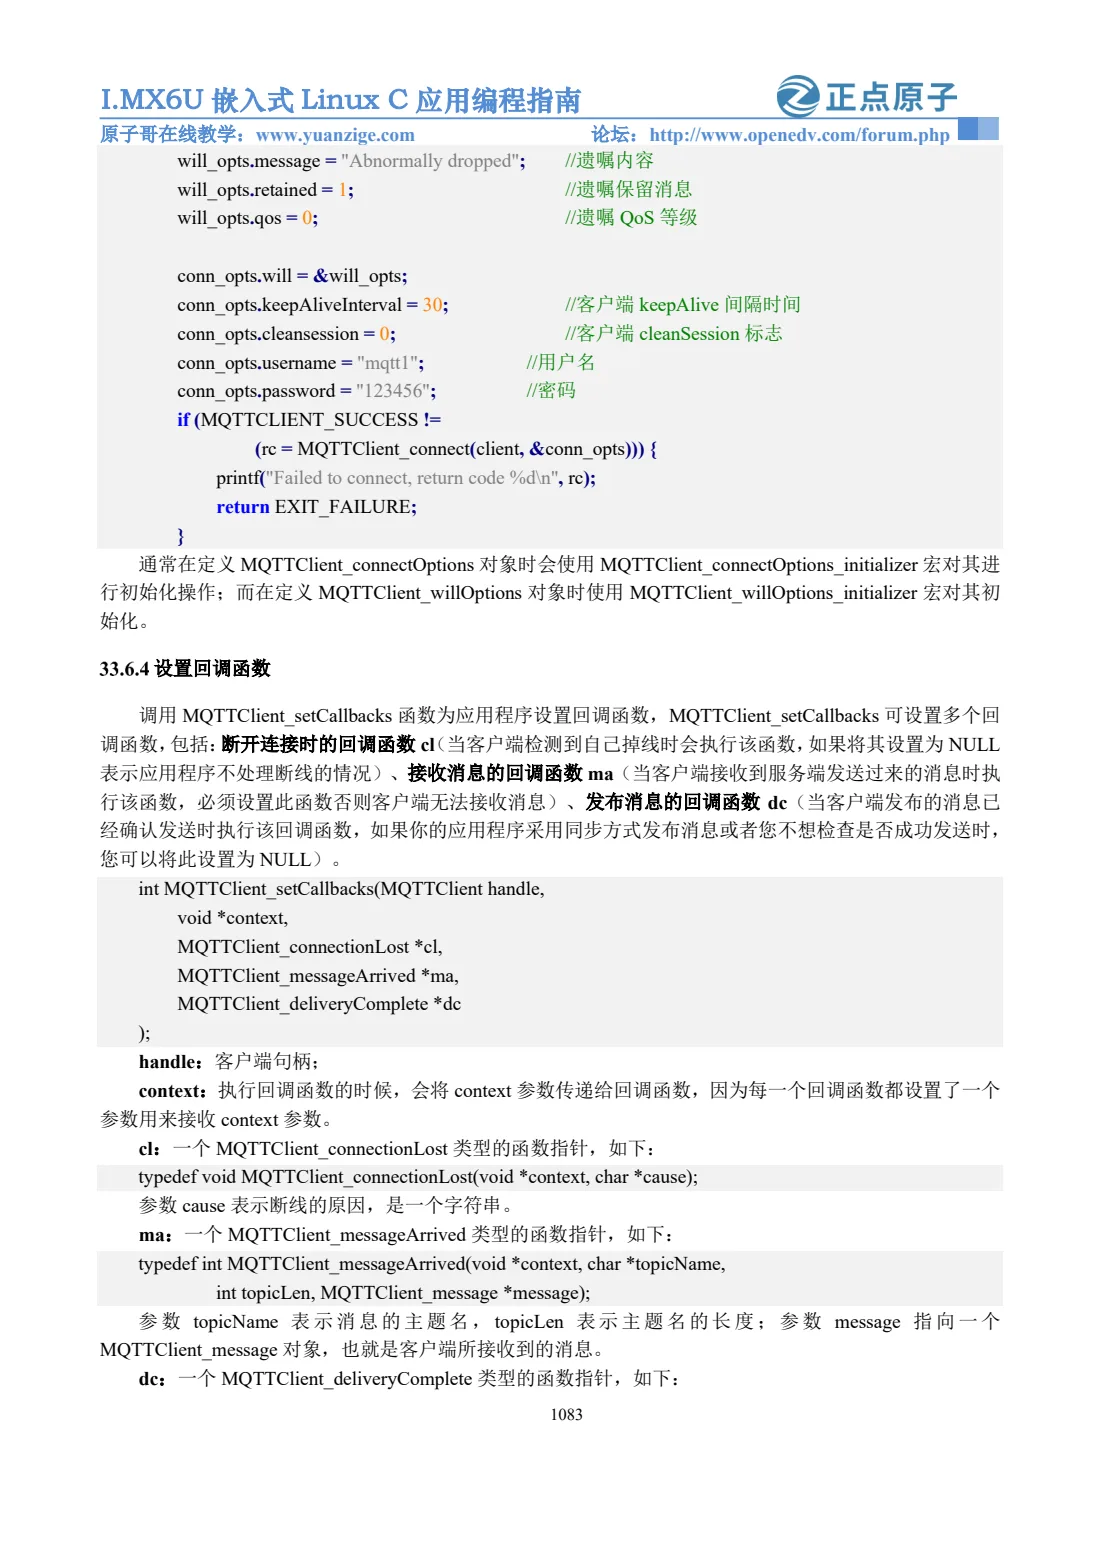 I.MX6U 嵌入式 Linux C 应用编程指南
正点原子
原子哥在线教学：www.yuanzige.com 论坛：http://www.openedv.com/forum.php
will_opts.message = "Abnormally dropped"; //遗嘱内容
will_opts.retained = 1; //遗嘱保留消息
will_opts.qos = 0; //遗嘱 QoS 等级
conn_opts.will = &will_opts;
conn_opts.keepAliveInterval = 30; //客户端 keepAlive 间隔时间
conn_opts.cleansession = 0; //客户端 cleanSession 标志
conn_opts.username = "mqtt1"; //用户名
conn_opts.password = "123456"; //密码
if (MQTTCLIENT_SUCCESS !=
(rc = MQTTClient_connect(client, &conn_opts))) {
printf("Failed to connect, return code %d\n", rc);
return EXIT_FAILURE;
}
通常在定义 MQTTClient_connectOptions 对象时会使用 MQTTClient_connectOptions_initializer 宏对其进
行初始化操作；而在定义 MQTTClient_willOptions 对象时使用 MQTTClient_willOptions_initializer 宏对其初
始化。
33.6.4 设置回调函数
调用 MQTTClient_setCallbacks 函数为应用程序设置回调函数，MQTTClient_setCallbacks 可设置多个回
调函数，包括：断开连接时的回调函数 cl（当客户端检测到自己掉线时会执行该函数，如果将其设置为 NULL
表示应用程序不处理断线的情况）、接收消息的回调函数 ma（当客户端接收到服务端发送过来的消息时执
行该函数，必须设置此函数否则客户端无法接收消息）、发布消息的回调函数 dc（当客户端发布的消息已
经确认发送时执行该回调函数，如果你的应用程序采用同步方式发布消息或者您不想检查是否成功发送时，
您可以将此设置为 NULL）。
int MQTTClient_setCallbacks(MQTTClient handle,
void *context,
MQTTClient_connectionLost *cl,
MQTTClient_messageArrived *ma,
MQTTClient_deliveryComplete *dc
);
handle：客户端句柄；
context：执行回调函数的时候，会将 context 参数传递给回调函数，因为每一个回调函数都设置了一个
参数用来接收 context 参数。
cl：一个 MQTTClient_connectionLost 类型的函数指针，如下：
typedef void MQTTClient_connectionLost(void *context, char *cause);
参数 cause 表示断线的原因，是一个字符串。
ma：一个 MQTTClient_messageArrived 类型的函数指针，如下：
typedef int MQTTClient_messageArrived(void *context, char *topicName,
int topicLen, MQTTClient_message *message);
参数 topicName 表示消息的主题名，topicLen 表示主题名的长度；参数 message 指向一个
MQTTClient_message 对象，也就是客户端所接收到的消息。
dc：一个 MQTTClient_deliveryComplete 类型的函数指针，如下：
1083